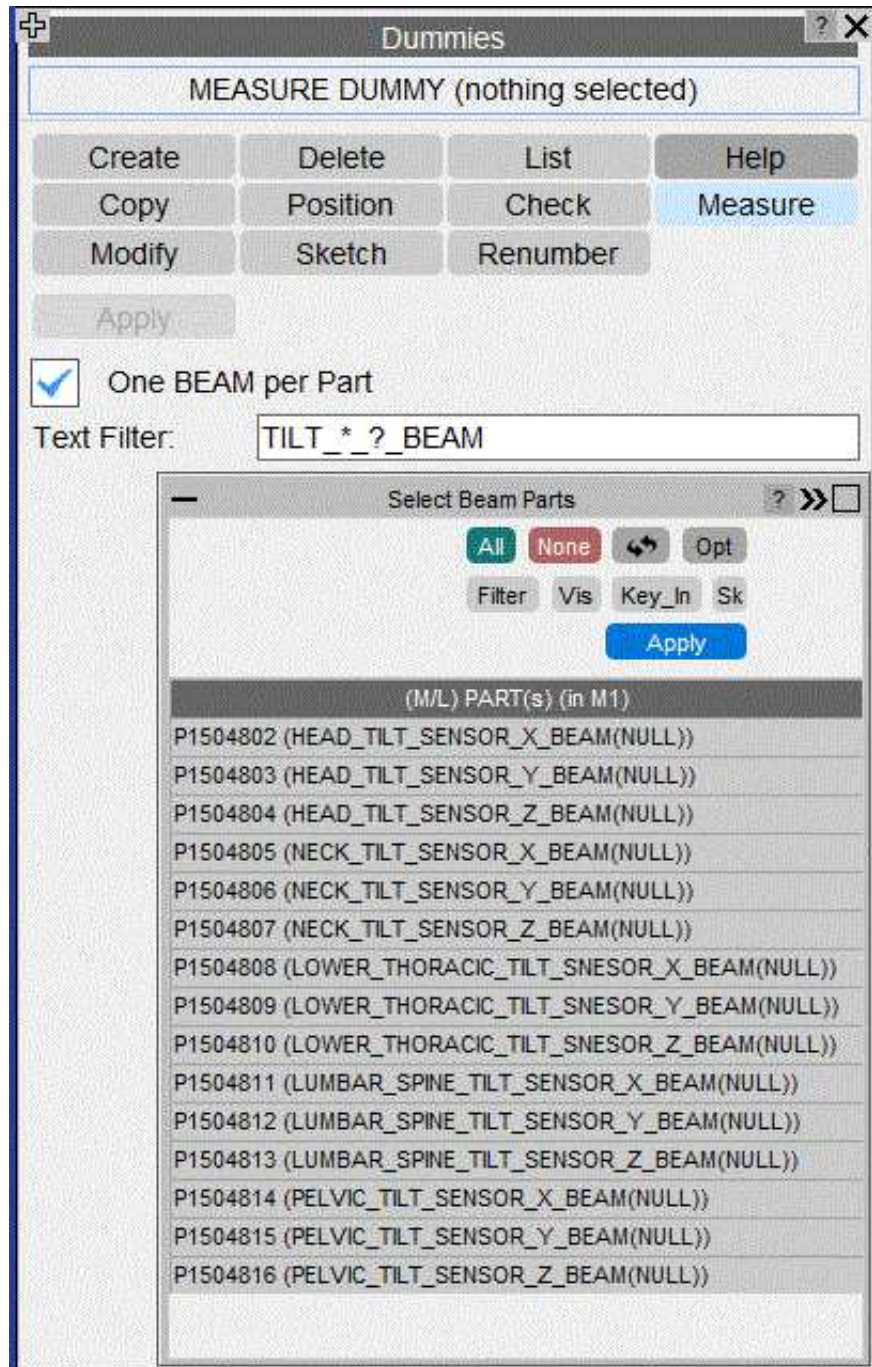 ? X
Dummies
MEASURE DUMMY (nothing selected)
Create Delete List Help
Copy Position Check Measure
Modify Sketch Renumber
Apply
One BEAM per Part
Text Filter: TILT_*_?_BEAM
Select Beam Parts ?
All None Opt
Filter Vis Key_In Sk
Apply
(M/L) PART(s) (in M1)
P1504802 (HEAD_TILT_SENSOR_X_BEAM(NULL))
P1504803 (HEAD_TILT_SENSOR_Y_BEAM(NULL))
P1504804 (HEAD_TILT_SENSOR_Z_BEAM(NULL))
P1504805 (NECK_TILT_SENSOR_X_BEAM(NULL))
P1504806 (NECK_TILT_SENSOR_Y_BEAM(NULL))
P1504807 (NECK_TILT_SENSOR_Z_BEAM(NULL))
P1504808 (LOWER_THORACIC_TILT_SNESOR_X_BEAM(NULL))
P1504809 (LOWER_THORACIC_TILT_SNESOR_Y_BEAM(NULL))
P1504810 (LOWER_THORACIC_TILT_SNESOR_Z_BEAM(NULL))
P1504811 (LUMBAR_SPINE_TILT_SENSOR_X_BEAM(NULL))
P1504812 (LUMBAR_SPINE_TILT_SENSOR_Y_BEAM(NULL))
P1504813 (LUMBAR_SPINE_TILT_SENSOR_Z_BEAM(NULL))
P1504814 (PELVIC_TILT_SENSOR_X_BEAM(NULL))
P1504815 (PELVIC_TILT_SENSOR_Y_BEAM(NULL))
P1504816 (PELVIC_TILT_SENSOR_Z_BEAM(NULL))